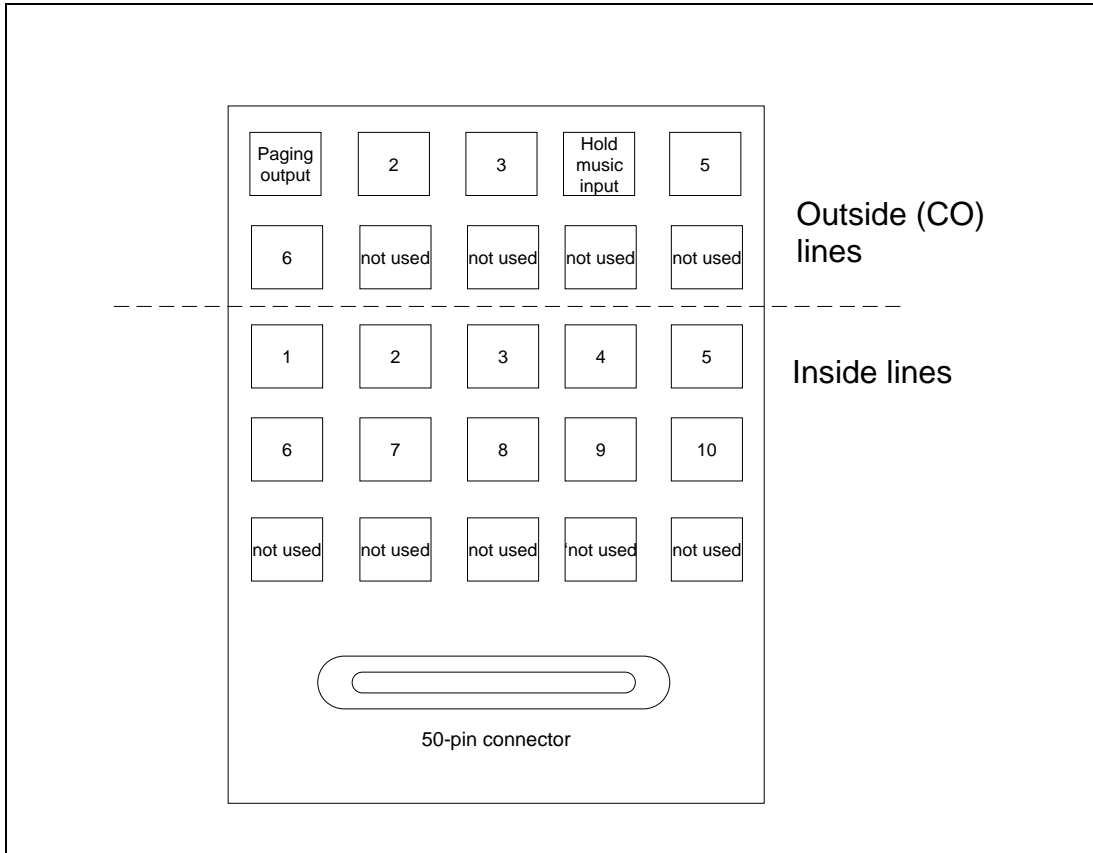 Paging
output
2
3
Hold
music
input
5
Outside (CO)
lines
6
not used
not used
not used
not used
1
2
3
4
5
Inside lines
6
7
8
9
10
not used
not used
not used
'not used
not used
50-pin connector